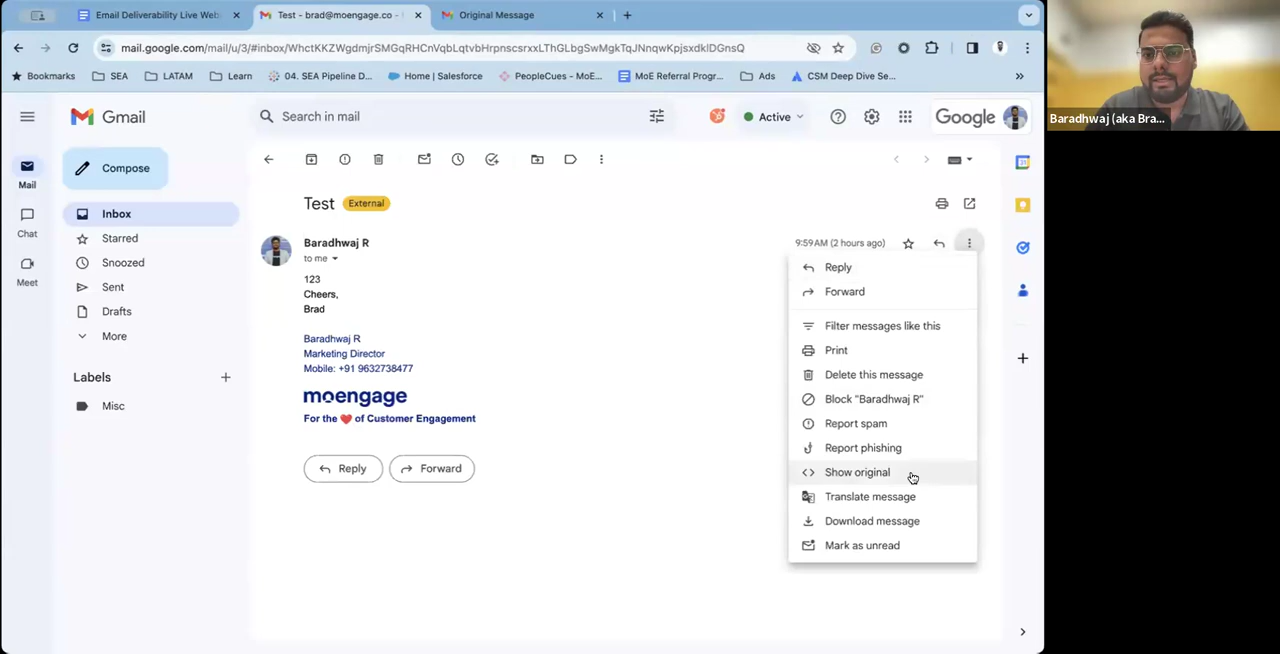 Email Deliverability Live Web
Test - brad@moengage.co -
Original Message
mail.google.com/mail/u/3/#inbox/WhctKKZWgdmjrSMGqRHCnVqbLqtvbHrpnscsrxxLThGLbgSwMgkTqJNnqwKpjsxdklDGnsQ
Bookmarks
SEA
LATAM
Learn
04. SEA Pipeline D...
Home | Salesforce
PeopleCues - MoE...
MoE Referral Progr...
Ads
CSM Deep Dive Se...
»
Baradhwaj (aka Bra...
Gmail
Search in mail
Active
Google
Compose
Mail
Chat
Meet
Inbox
Starred
Snoozed
Sent
Drafts
More
Labels
Misc
Test
External
Baradhwaj R
9:59 AM (2 hours ago)
to me
123
Cheers,
Brad
Baradhwaj R
Marketing Director
Mobile: +91 9632738477
moengage
For the ❤️ of Customer Engagement
Reply
Forward
Reply
Forward
Filter messages like this
Print
Delete this message
Block "Baradhwaj R"
Report spam
Report phishing
Show original
Translate message
Download message
Mark as unread